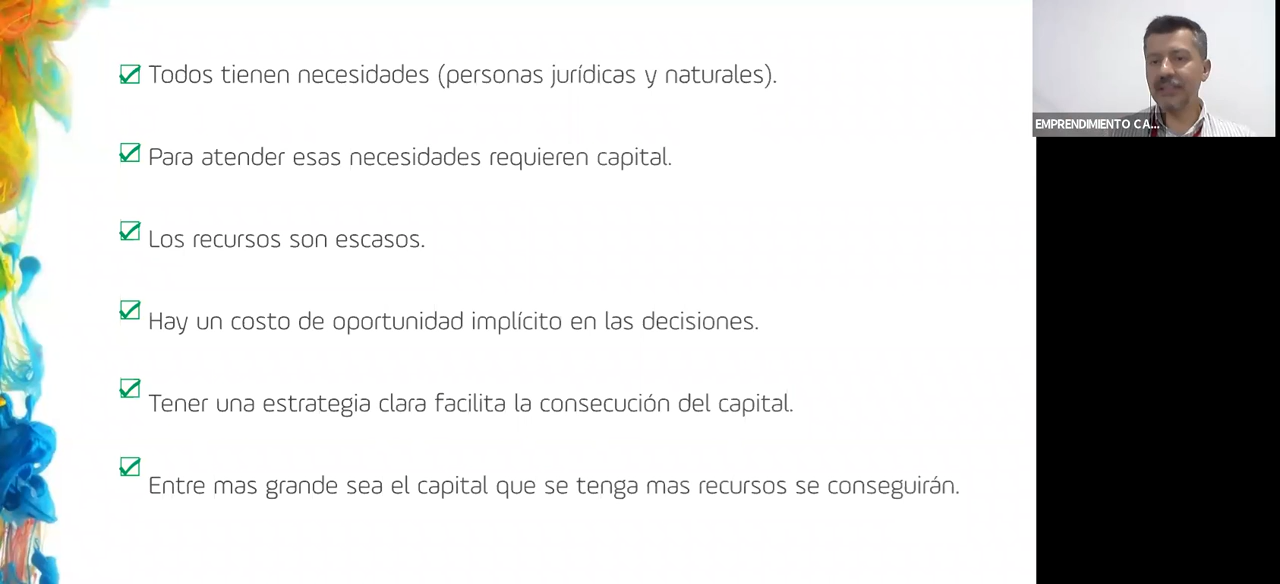 Todos tienen necesidades (personas jurídicas y naturales).
Para atender esas necesidades requieren capital.
Los recursos son escasos.
Hay un costo de oportunidad implícito en las decisiones.
Tener una estrategia clara facilita la consecución del capital.
Entre mas grande sea el capital que se tenga mas recursos se conseguirán.
EMPRENDIMIENTO CA...